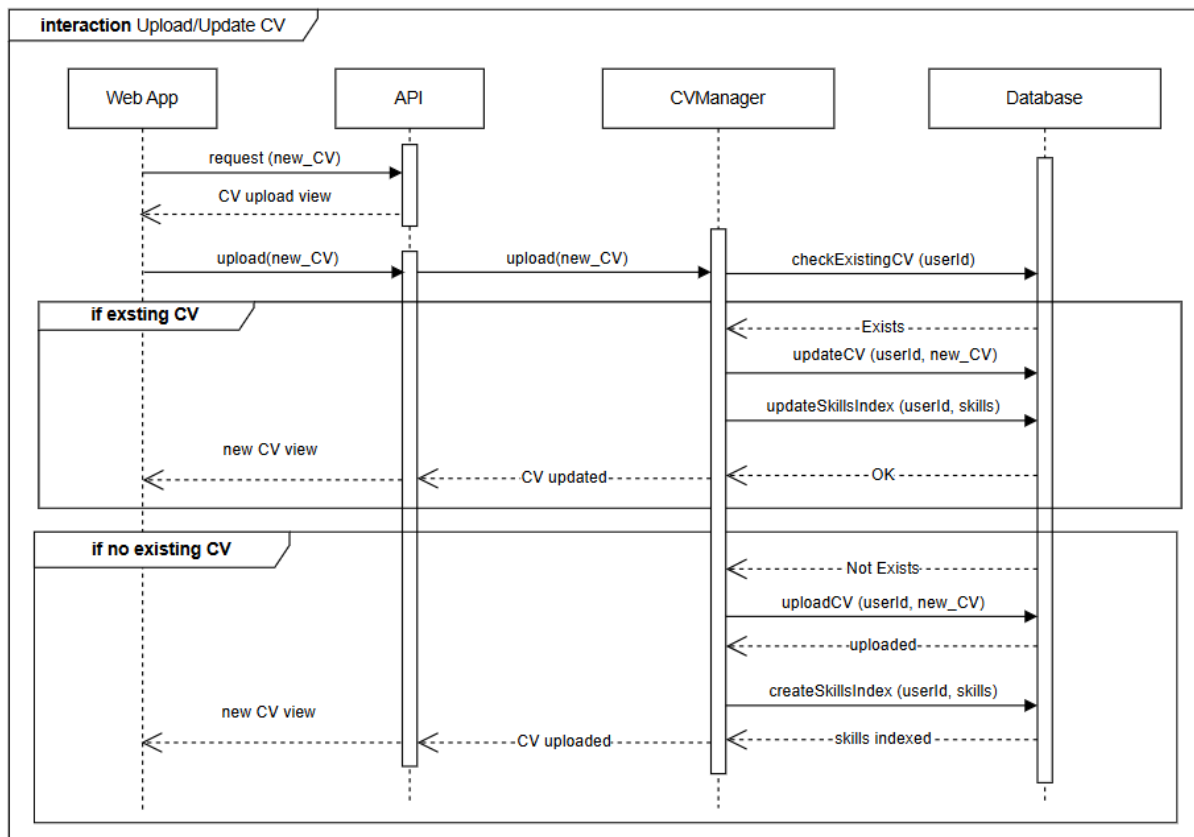 interaction Upload/Update CV
Web App
API
CVManager
Database
request (new_CV)
CV upload view
upload(new_CV)
upload(new_CV)
checkExistingCV (userId)
if exsting CV
Exists
updateCV (userId, new_CV)
updateSkillsIndex (userId, skills)
new CV view
CV updated
OK
if no existing CV
Not Exists
uploadCV (userId, new_CV)
uploaded
createSkillsIndex (userId, skills)
new CV view
CV uploaded
skills indexed